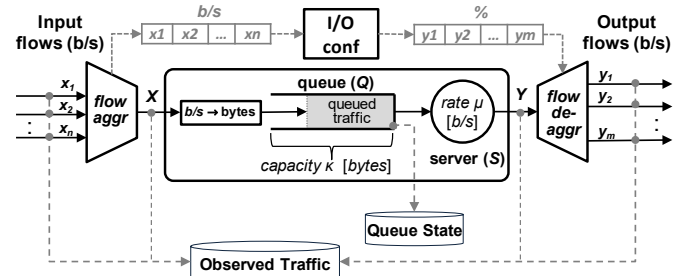 Input
flows (b/s)
b/s
x1 x2 ... xn
I/O
conf
%
y1 y2 ... ym
Output
flows (b/s)
x1
x2
:
xn
flow
aggr
X
b/s → bytes
queue (Q)
queued
traffic
capacity κ [bytes]
rate μ
[b/s]
server (S)
Y
flow
de-
aggr
y1
y2
:
ym
Queue State
Observed Traffic